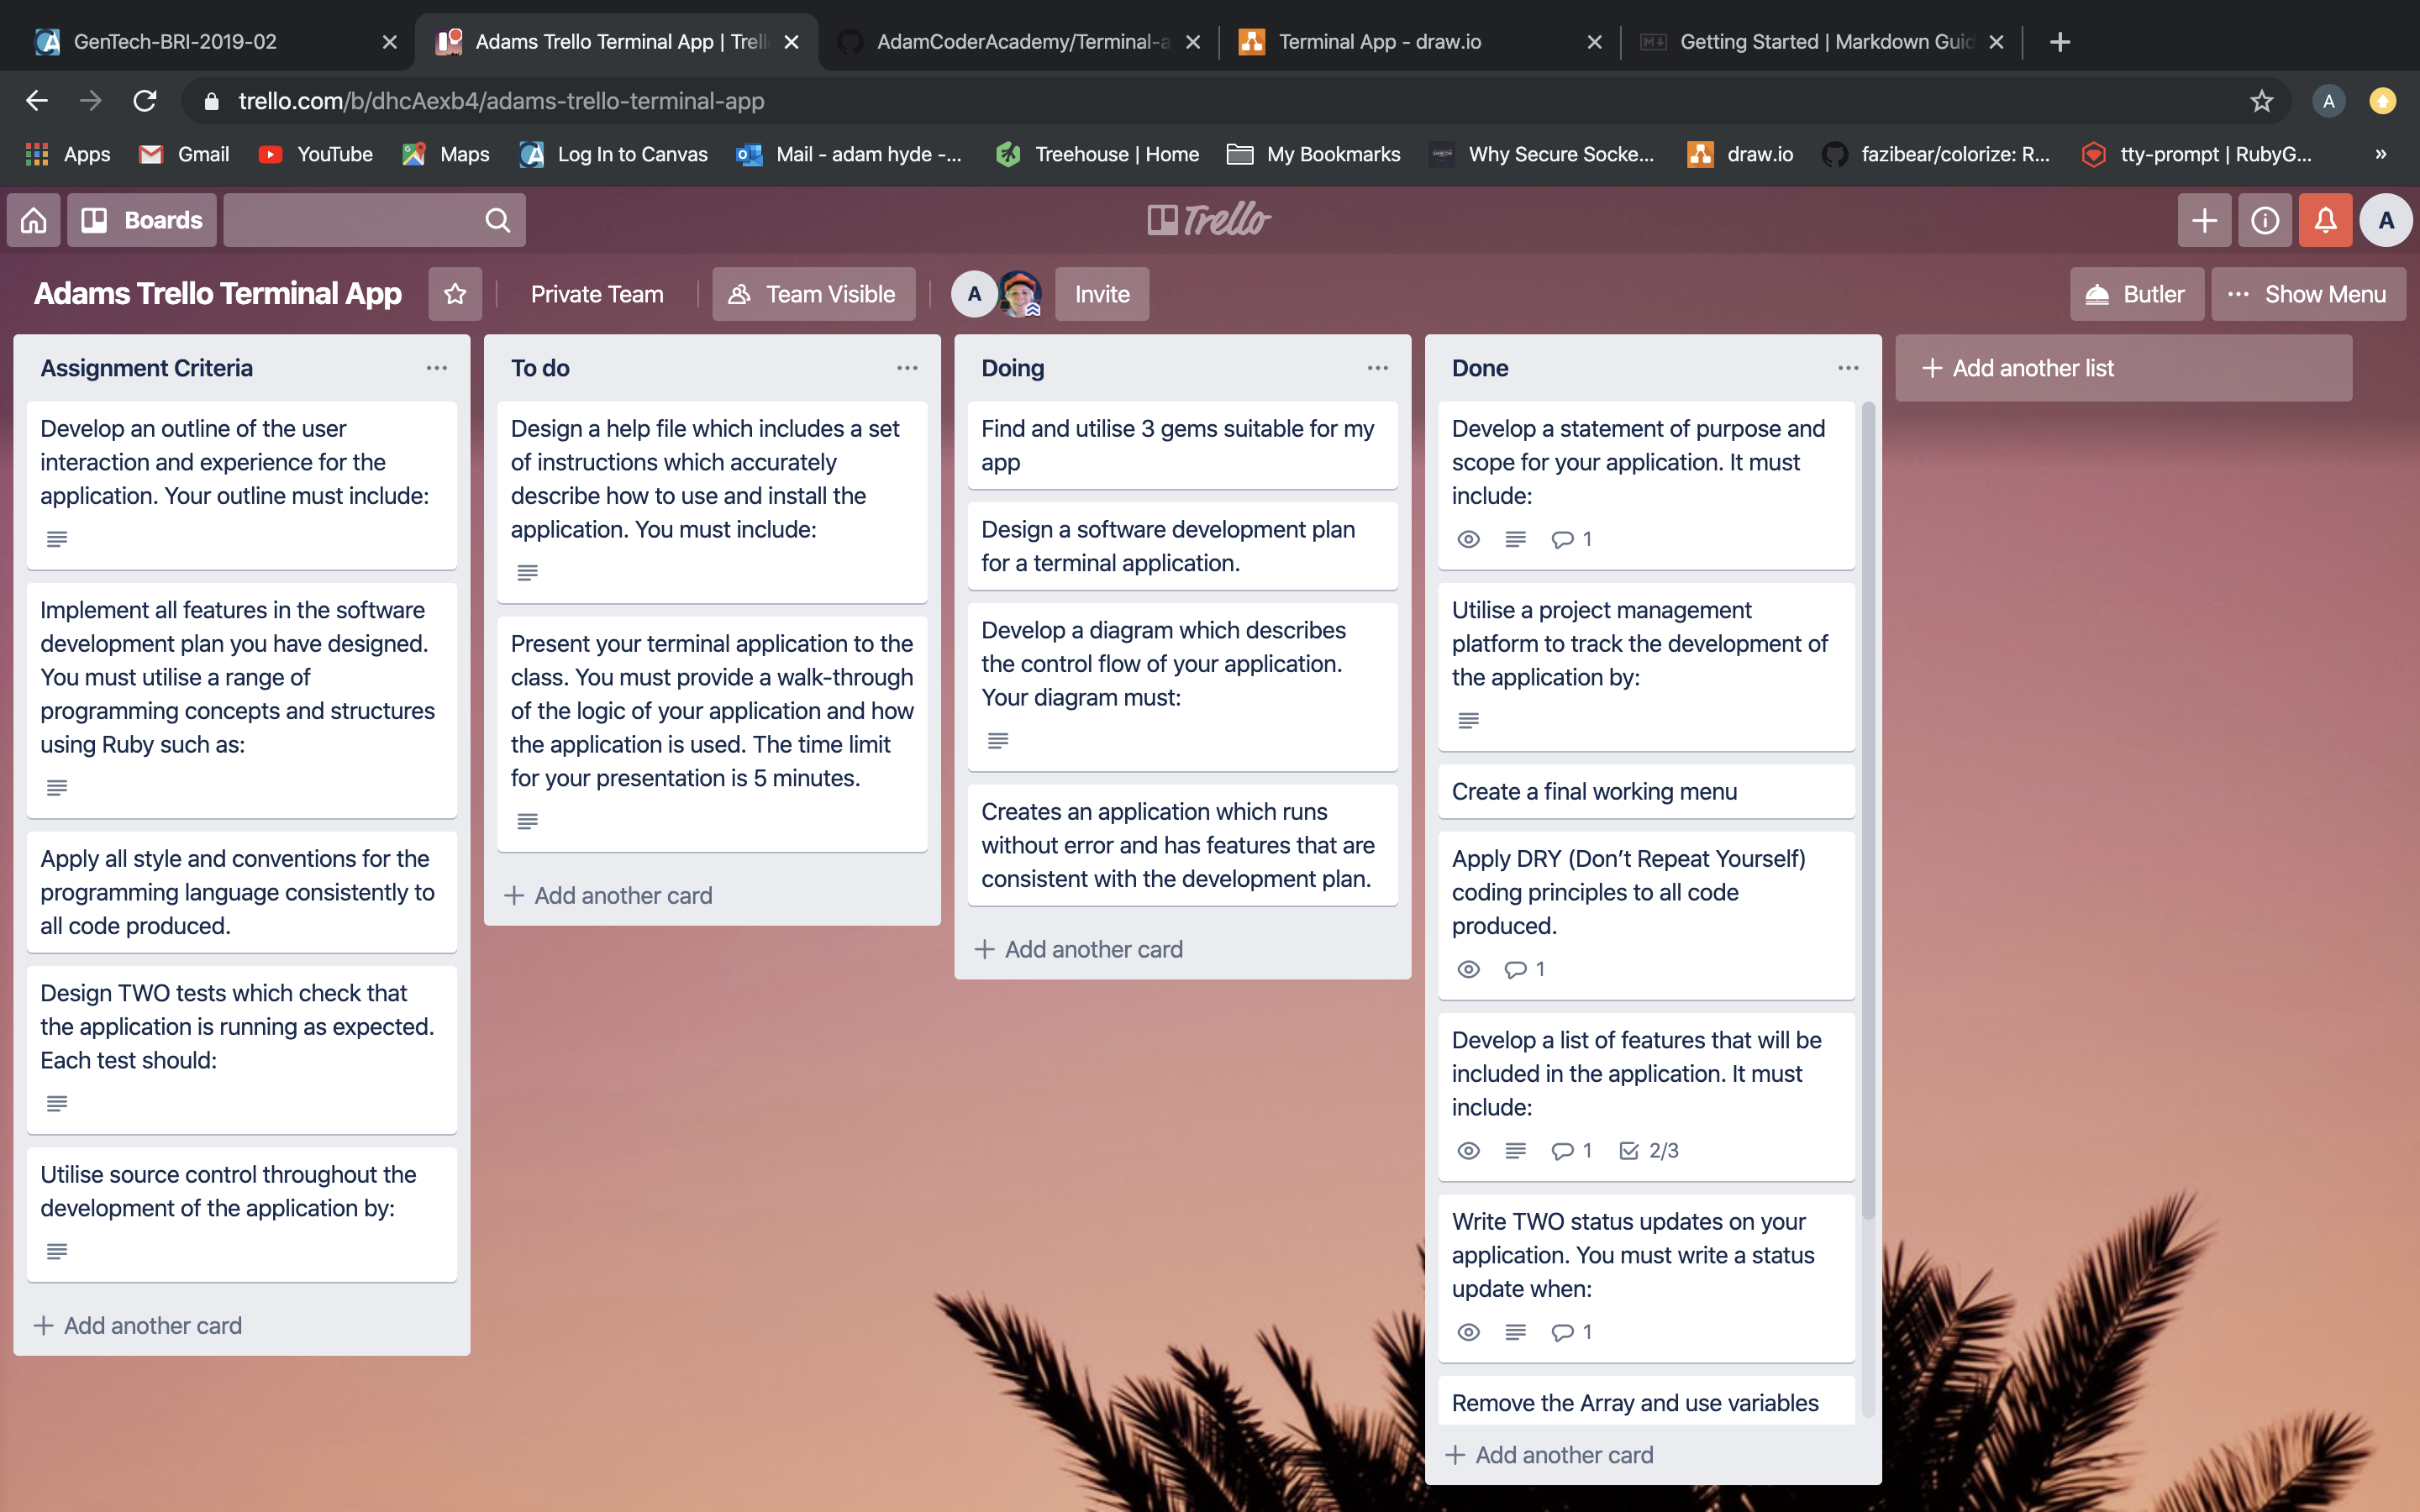 GenTech-BRI-2019-02
Adams Trello Terminal App | Trell
AdamCoderAcademy/Terminal-a
Terminal App - draw.io
Getting Started | Markdown Guid
trello.com/b/dhcAexb4/adams-trello-terminal-app
A
Apps
Gmail
YouTube
Maps
Log In to Canvas
Mail - adam hyde -...
Treehouse | Home
My Bookmarks
Why Secure Socke...
draw.io
fazibear/colorize: R...
tty-prompt | RubyG...
»
Boards
Trello
A
Adams Trello Terminal App
Private Team
Team Visible
A
Invite
Butler
... Show Menu
Assignment Criteria
Develop an outline of the user
interaction and experience for the
application. Your outline must include:
Implement all features in the software
development plan you have designed.
You must utilise a range of
programming concepts and structures
using Ruby such as:
Apply all style and conventions for the
programming language consistently to
all code produced.
Design TWO tests which check that
the application is running as expected.
Each test should:
Utilise source control throughout the
development of the application by:
+ Add another card
To do
Design a help file which includes a set
of instructions which accurately
describe how to use and install the
application. You must include:
Present your terminal application to the
class. You must provide a walk-through
of the logic of your application and how
the application is used. The time limit
for your presentation is 5 minutes.
+ Add another card
Doing
Find and utilise 3 gems suitable for my
app
Design a software development plan
for a terminal application.
Develop a diagram which describes
the control flow of your application.
Your diagram must:
Creates an application which runs
without error and has features that are
consistent with the development plan.
+ Add another card
Done
Develop a statement of purpose and
scope for your application. It must
include:
1
Utilise a project management
platform to track the development of
the application by:
Create a final working menu
Apply DRY (Don’t Repeat Yourself)
coding principles to all code
produced.
1
Develop a list of features that will be
included in the application. It must
include:
1 2/3
Write TWO status updates on your
application. You must write a status
update when:
1
Remove the Array and use variables
+ Add another card
+ Add another list